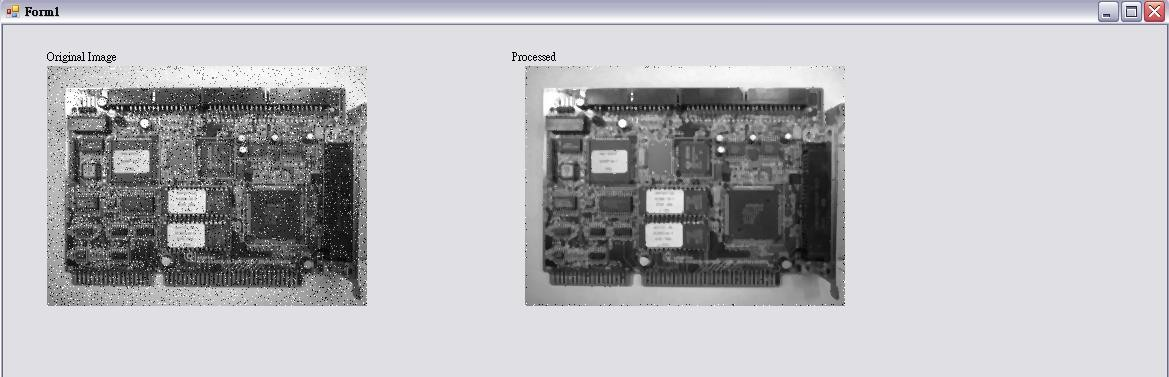 Form1
Original Image
Processed